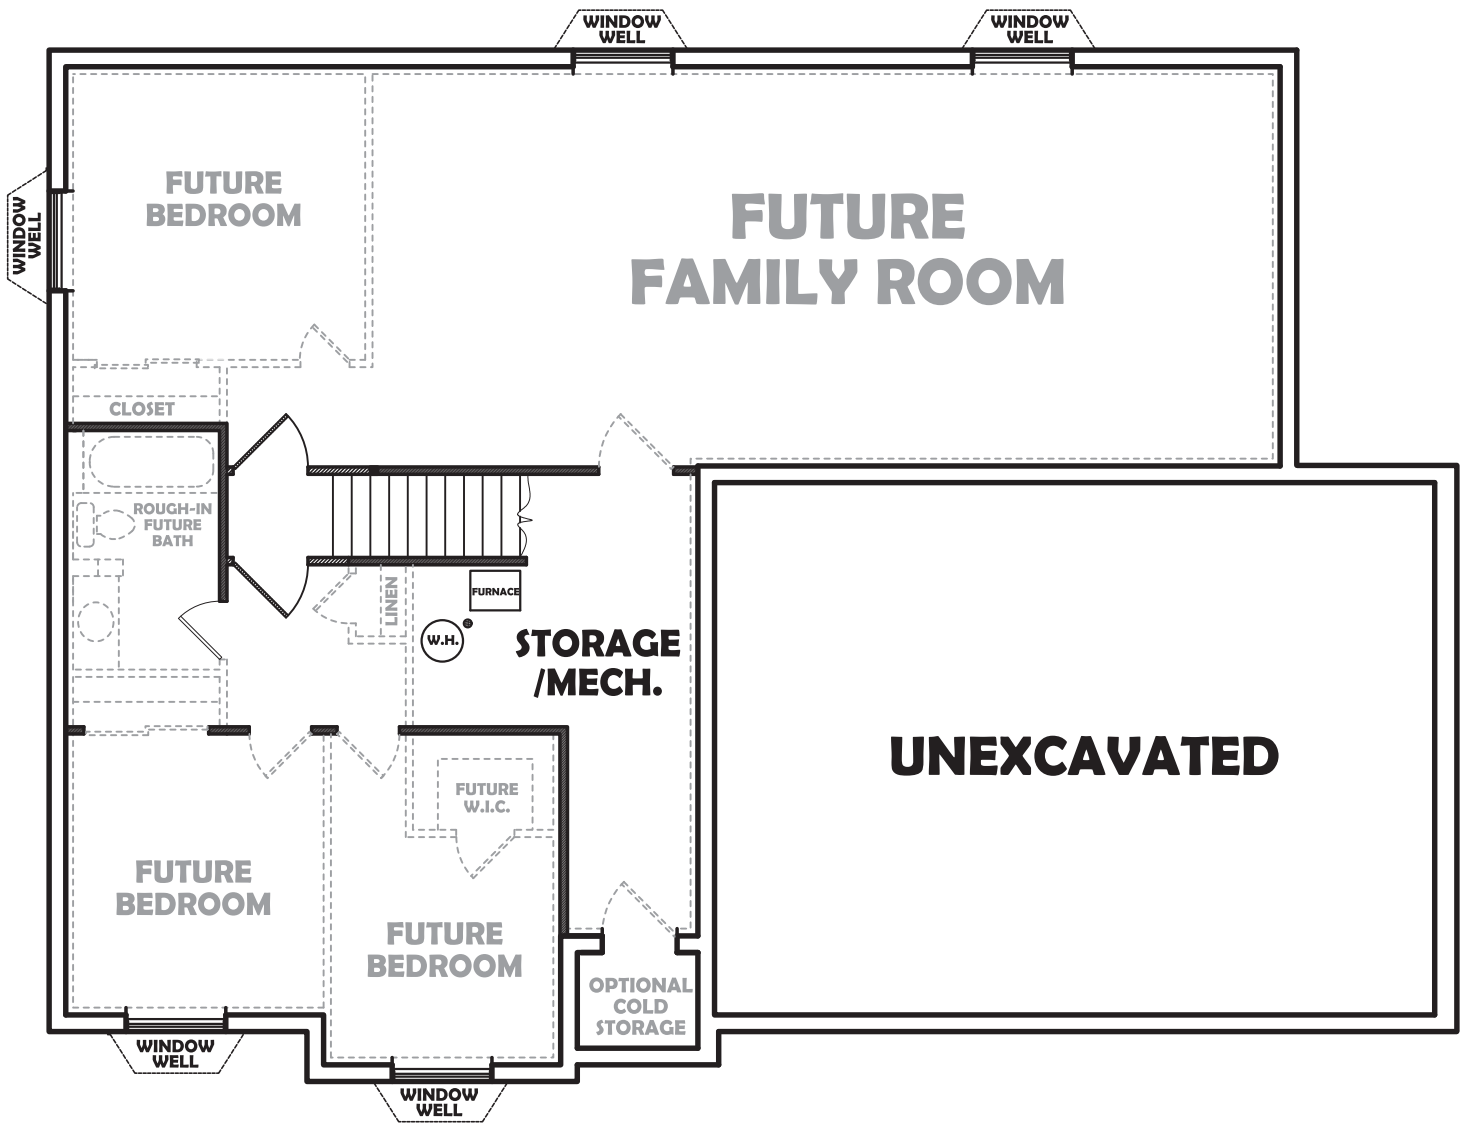 WINDOW
WELL
WINDOW
WELL
WINDOW
WELL
FUTURE
BEDROOM
FUTURE
FAMILY ROOM
CLOSET
ROUGH-IN
FUTURE
BATH
LINEN
FURNACE
W.H.
STORAGE
/MECH.
UNEXCAVATED
FUTURE
W.I.C.
FUTURE
BEDROOM
FUTURE
BEDROOM
OPTIONAL
COLD
STORAGE
WINDOW
WELL
WINDOW
WELL